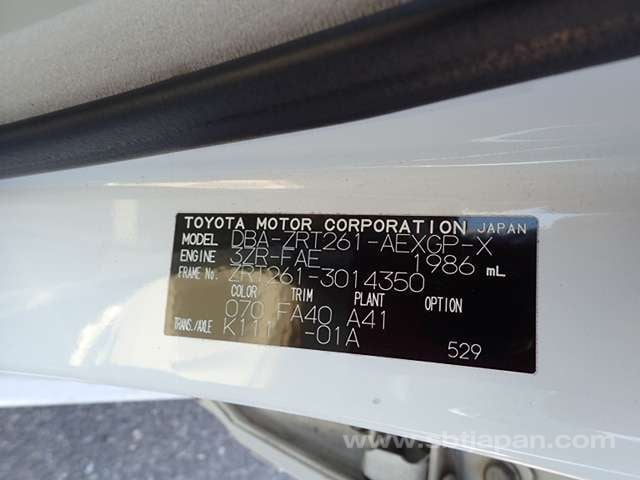 TOYOTA MOTOR CORPORATION JAPAN
MODEL DBA-ZRT261-AEXGP-X
ENGINE 3ZR-FAE 1986 mL
FRAME No. ZRT261-3014350
COLOR TRIM PLANT OPTION
070 FA40 A41
TRANS./AXLE K111 -01A
529
www.sbtjapan.com